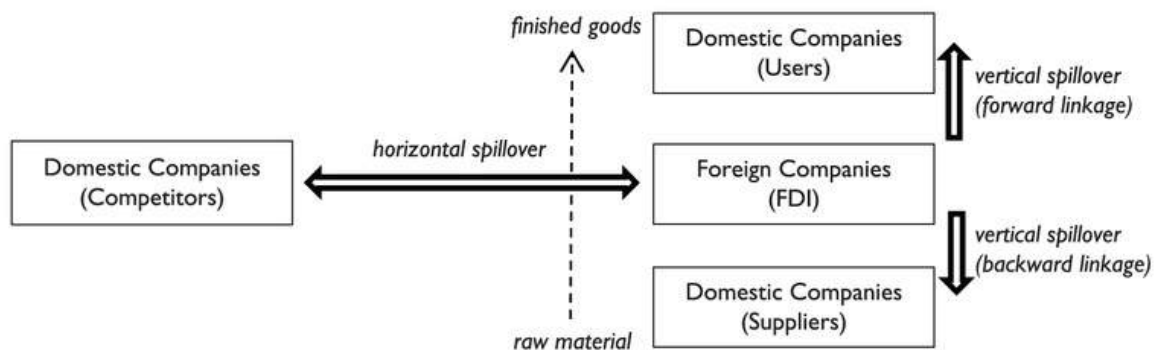 finished goods
Domestic Companies
(Users)
vertical spillover
(forward linkage)
horizontal spillover
Domestic Companies
(Competitors)
Foreign Companies
(FDI)
vertical spillover
(backward linkage)
Domestic Companies
(Suppliers)
raw material